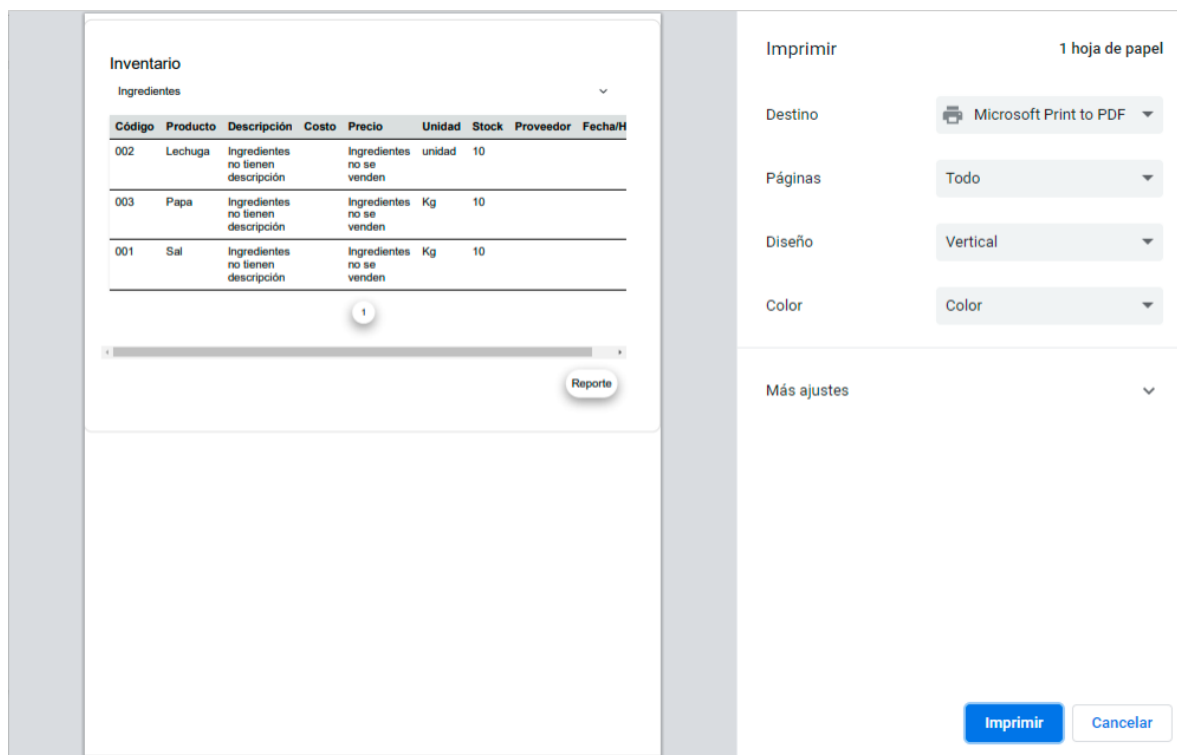 Inventario
Ingredientes
Código Producto Descripción Costo Precio Unidad Stock Proveedor Fecha/H
002 Lechuga Ingredientes no tienen descripción Ingredientes no se venden unidad 10
003 Papa Ingredientes no tienen descripción Ingredientes no se venden Kg 10
001 Sal Ingredientes no tienen descripción Ingredientes no se venden Kg 10
1
Reporte
Imprimir 1 hoja de papel
Destino Microsoft Print to PDF
Páginas Todo
Diseño Vertical
Color Color
Más ajustes
Imprimir Cancelar